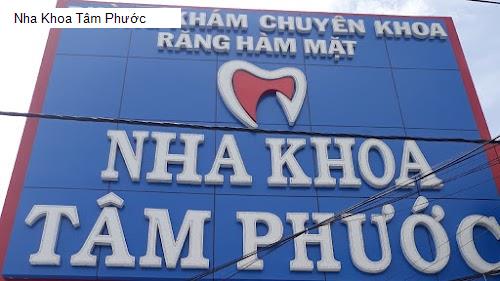 Nha Khoa Tâm Phước
KHÁM CHUYÊN KHOA
RĂNG HÀM MẶT
NHA KHOA
TÂM PHƯỚC